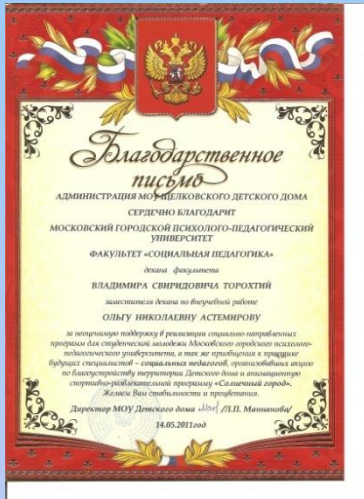 Благодарственное
письмо
АДМИНИСТРАЦИЯ МОУ ЩЕЛКОВСКОГО ДЕТСКОГО ДОМА
СЕРДЕЧНО БЛАГОДАРИТ
МОСКОВСКИЙ ГОРОДСКОЙ ПСИХОЛОГО-ПЕДАГОГИЧЕСКИЙ
УНИВЕРСИТЕТ
ФАКУЛЬТЕТ «СОЦИАЛЬНАЯ ПЕДАГОГИКА»
декана факультета
ВЛАДИМИРА СВИРИДОВИЧА ТОРОХТИЙ
заместителя декана по внеучебной работе
ОЛЬГУ НИКОЛАЕВНУ АСТЕМИРОВУ
за неоценимую поддержку в реализации социально-направленных
программ для студенческой молодежи Московского городского психолого-
педагогического университета, а так же приобщения к практике
будущих специалистов – социальных педагогов, организовавших акцию
по благоустройству территории Детского дома и анимационную
спортивно-развлекательной программу «Солнечный город».
Желаем Вам стабильности и процветания.
Директор МОУ Детского дома /Л.П. Маннанова/
14.05.2011год